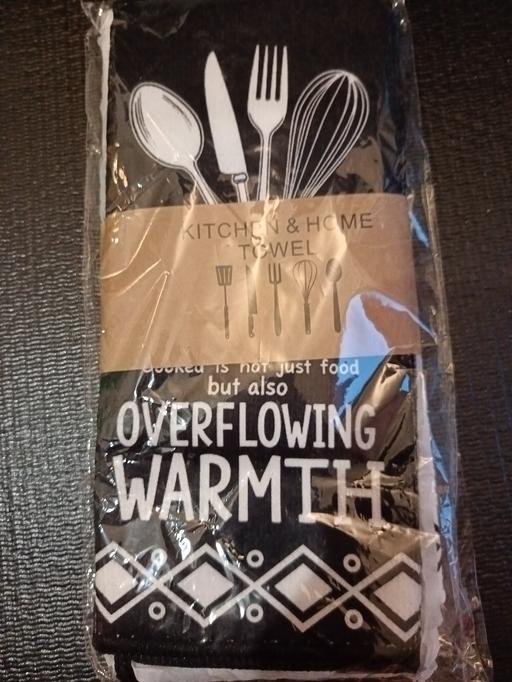 KITCHEN & HOME
TOWEL
Cooked is not just food
but also
OVERFLOWING
WARMTH